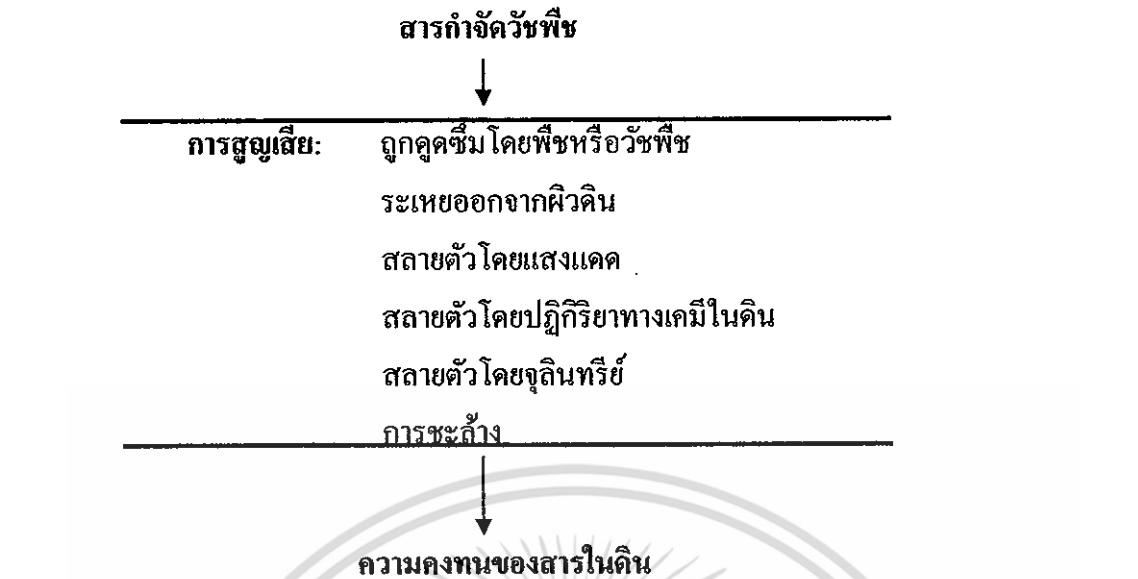 สารกำจัดวัชพืช
การสูญเสีย: ถูกดูดซึมโดยพืชหรือวัชพืช
ระเหยออกจากผิวดิน
สลายตัวโดยแสงแดด
สลายตัวโดยปฏิกิริยาทางเคมีในดิน
สลายตัวโดยจุลินทรีย์
การชะล้าง
ความคงทนของสารในดิน